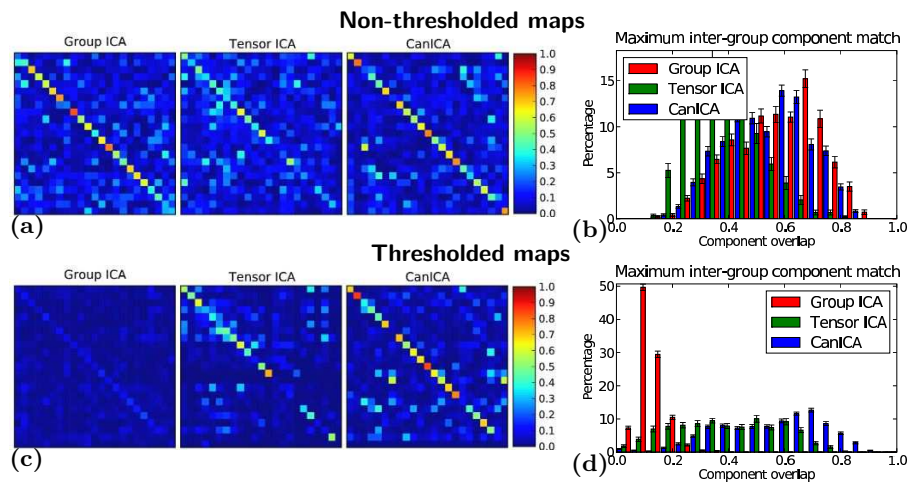 Non-thresholded maps
Group ICA
Tensor ICA
CanICA
1.0
0.9
0.8
0.7
0.6
0.5
0.4
0.3
0.2
0.1
0.0
(a)
Maximum inter-group component match
Group ICA
Tensor ICA
CanICA
Percentage
15
10
5
0
0.0 0.2 0.4 0.6 0.8 1.0
Component overlap
(b)
Thresholded maps
Group ICA
Tensor ICA
CanICA
1.0
0.9
0.8
0.7
0.6
0.5
0.4
0.3
0.2
0.1
0.0
(c)
Maximum inter-group component match
Group ICA
Tensor ICA
CanICA
Percentage
50
40
30
20
10
0
0.0 0.2 0.4 0.6 0.8 1.0
Component overlap
(d)